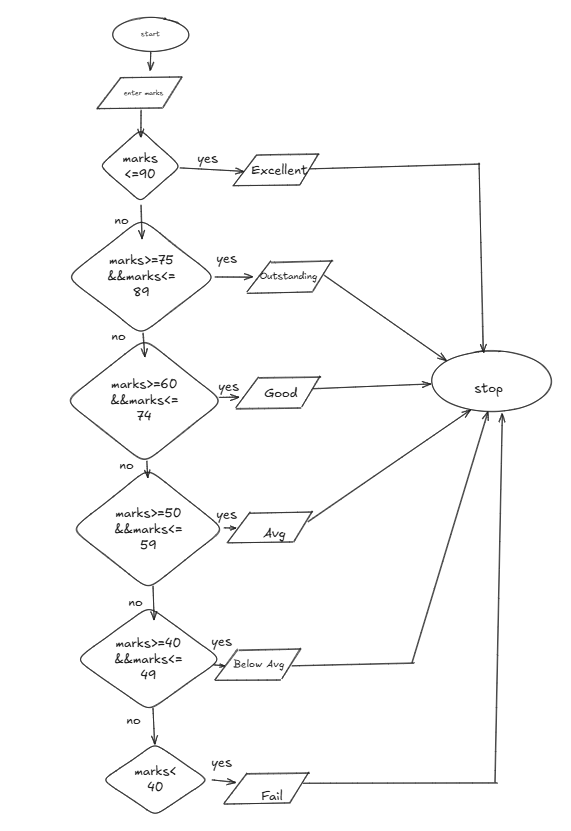 start
enter marks
marks
<=90
yes
Excellent
no
marks>=75
&&marks<=
89
yes
Outstanding
no
marks>=60
&&marks<=
74
yes
Good
stop
no
marks>=50
&&marks<=
59
yes
Avg
no
marks>=40
&&marks<=
49
yes
Below Avg
no
marks<
40
yes
Fail